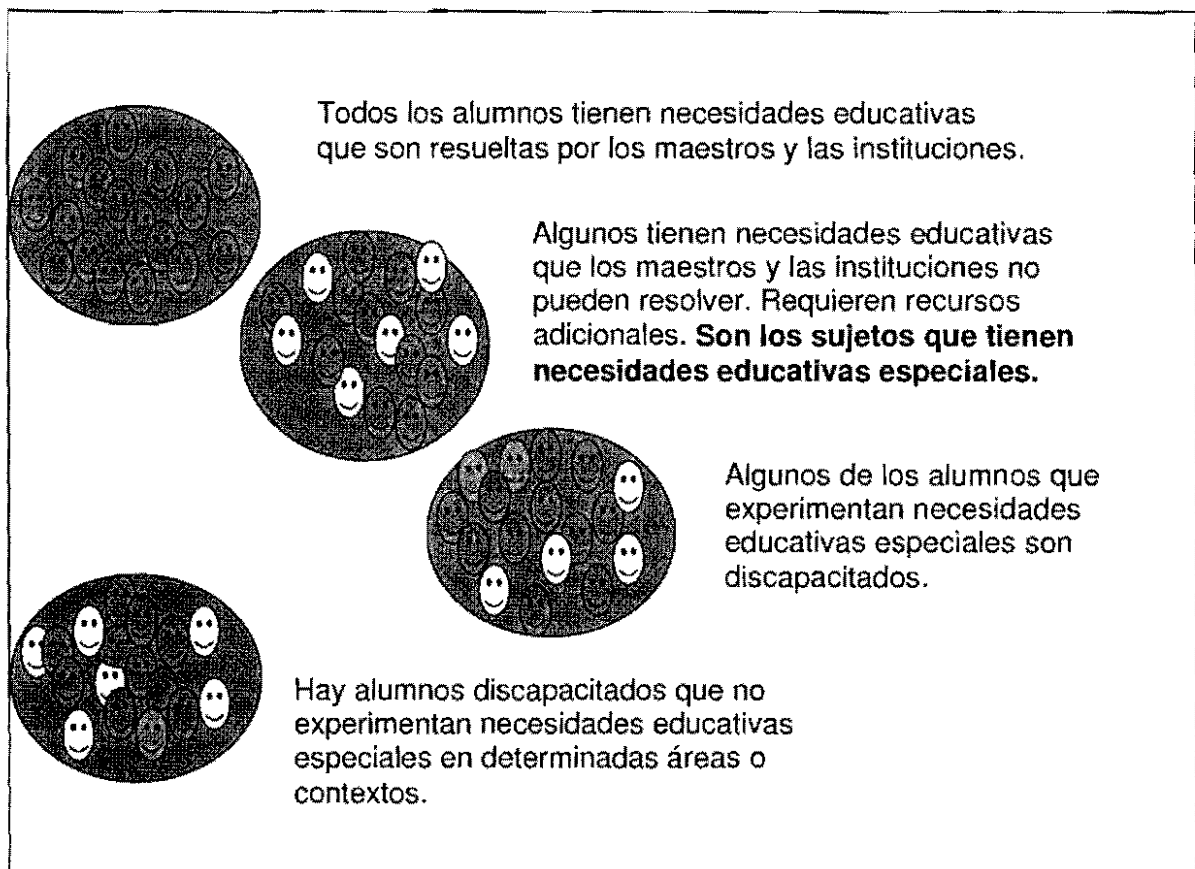 Todos los alumnos tienen necesidades educativas
que son resueltas por los maestros y las instituciones.
Algunos tienen necesidades educativas
que los maestros y las instituciones no
pueden resolver. Requieren recursos
adicionales. Son los sujetos que tienen
necesidades educativas especiales.
Algunos de los alumnos que
experimentan necesidades
educativas especiales son
discapacitados.
Hay alumnos discapacitados que no
experimentan necesidades educativas
especiales en determinadas áreas o
contextos.